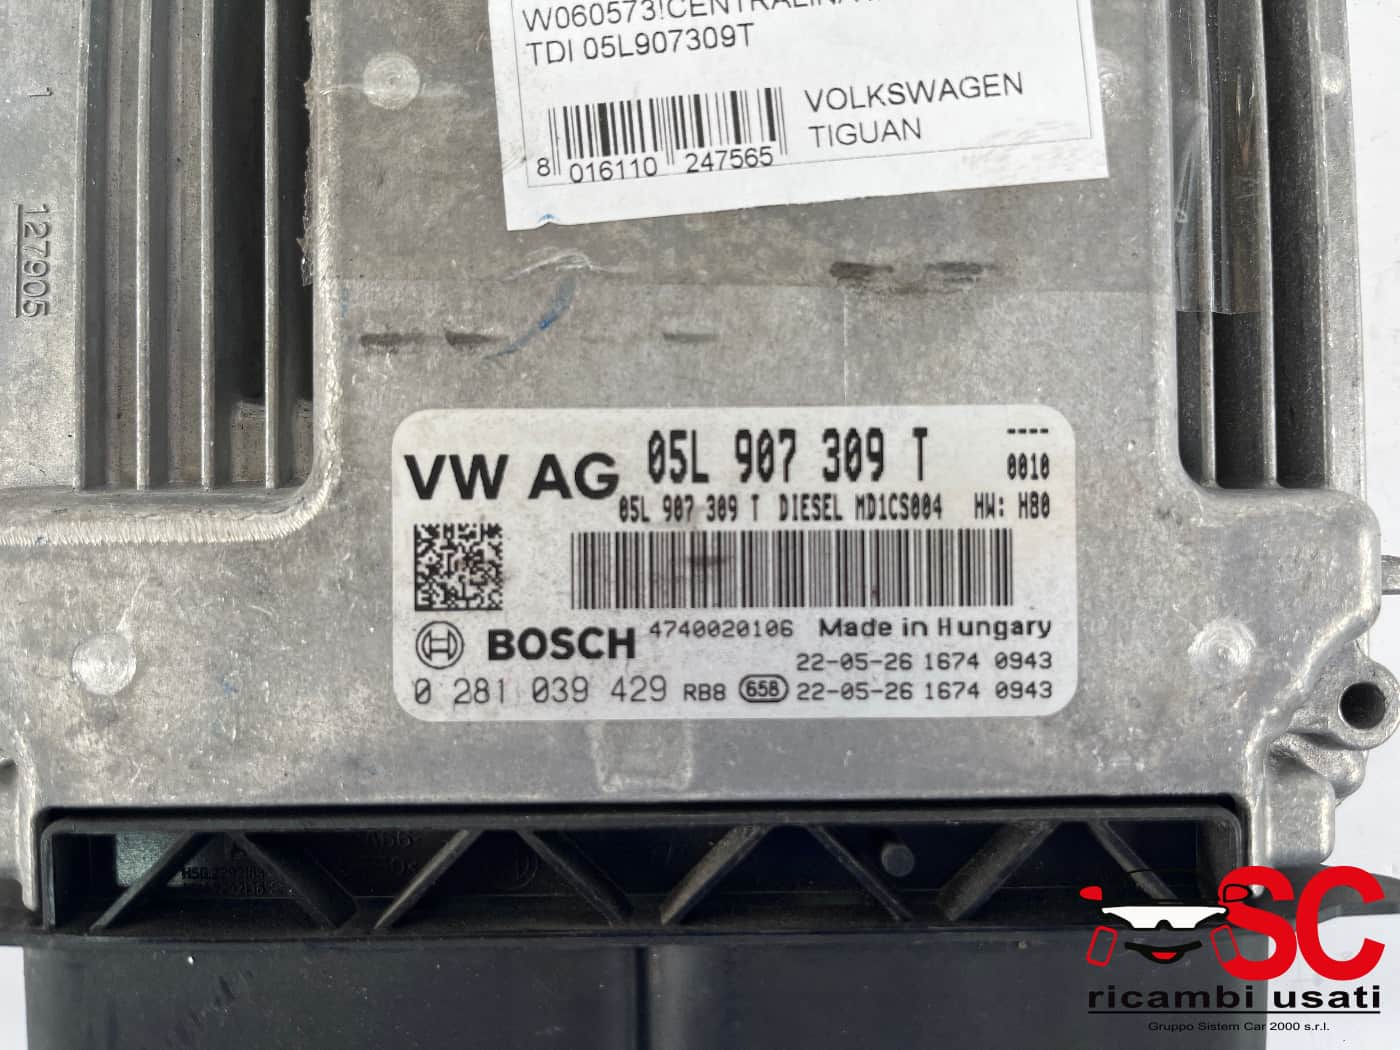 TDI 05L907309T
VOLKSWAGEN
TIGUAN
8 016110 247565
1
127905
VW AG 05L 907 309 T ----
0010
05L 907 309 T DIESEL MD1CS004 HW: H80
BOSCH 4740020106 Made in Hungary
22-05-26 1674 0943
0 281 039 429 RB8 658 22-05-26 1674 0943
SC
ricambi usati
Gruppo Sistem Car 2000 s.r.l.